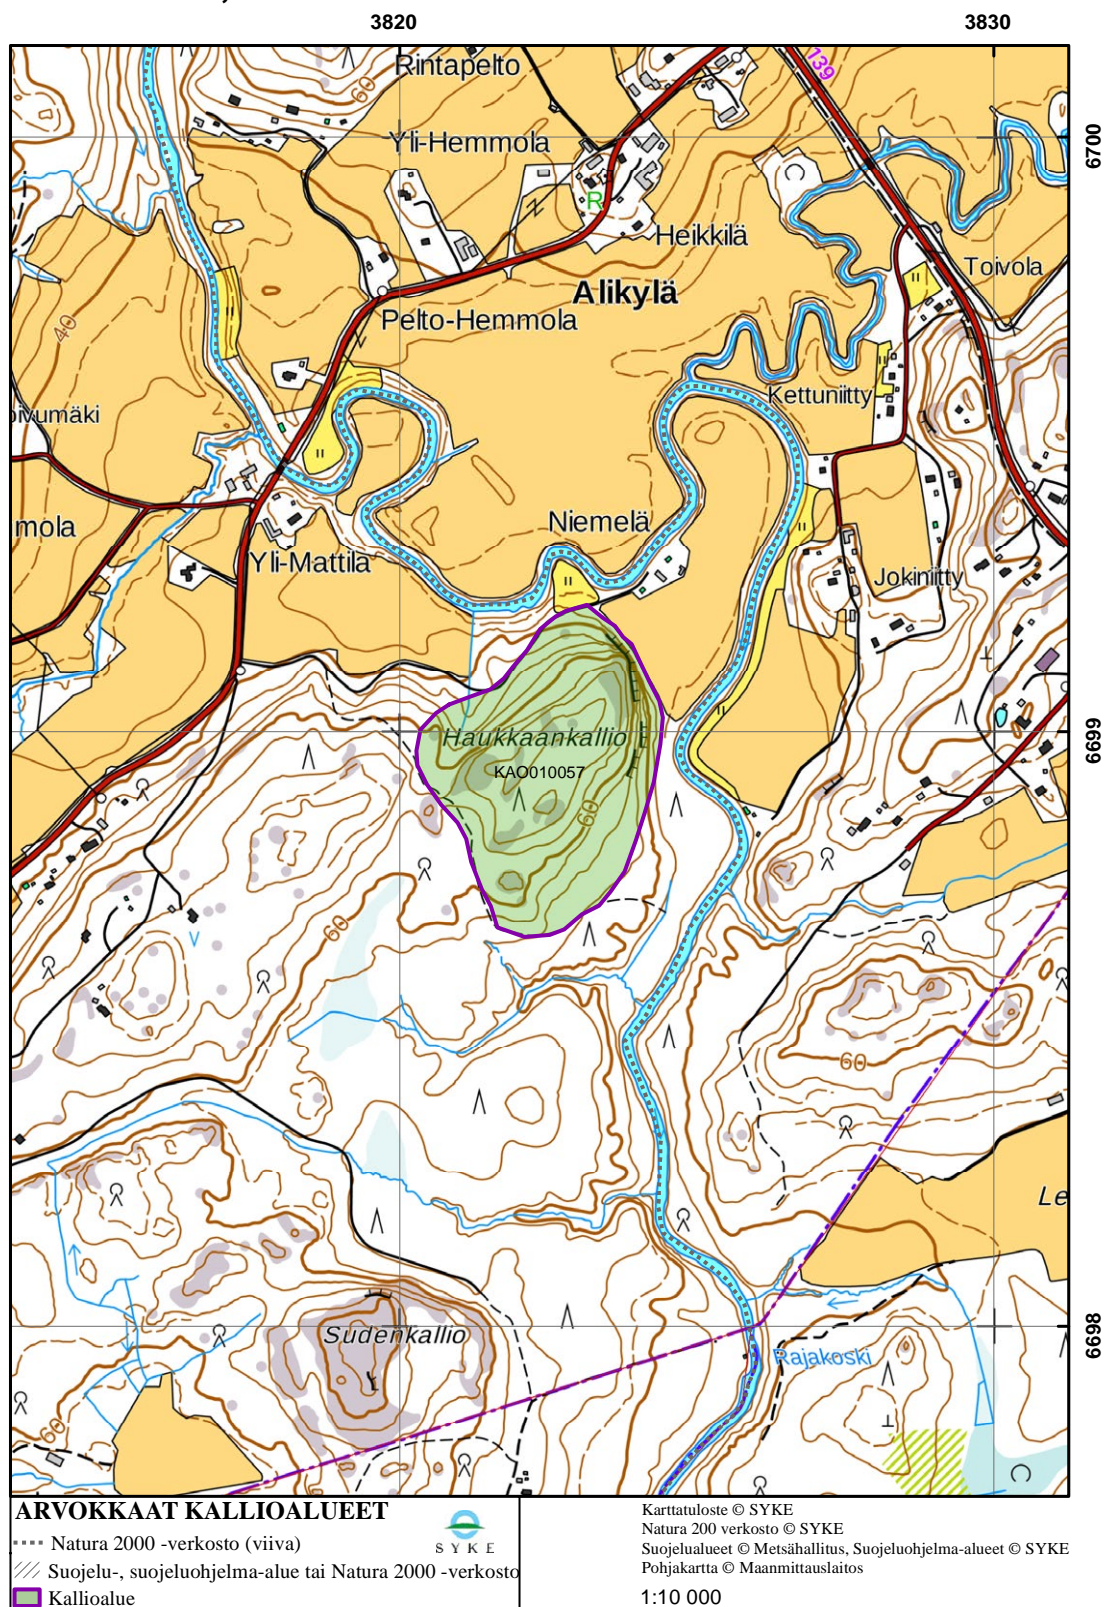 3820
3830
139
Rintapelto
60
6700
Yli-Hemmola
R
Heikkilä
Toivola
Alikylä
Pelto-Hemmola
40
Kettuniitty
oivumäki
mola
Niemelä
Yli-Mattila
Jokiniitty
Haukkaankallio
6699
KAO010057
60
60
V
60
Le
Sudenkallio
6698
Rajakoski
60
ARVOKKAAT KALLIOALUEET
SYKE
Natura 2000 -verkosto (viiva)
Suojelu-, suojeluohjelma-alue tai Natura 2000 -verkosto
Kallioalue
Karttatuloste © SYKE
Natura 200 verkosto © SYKE
Suojelualueet © Metsähallitus, Suojeluohjelma-alueet © SYKE
Pohjakartta © Maanmittauslaitos
1:10 000